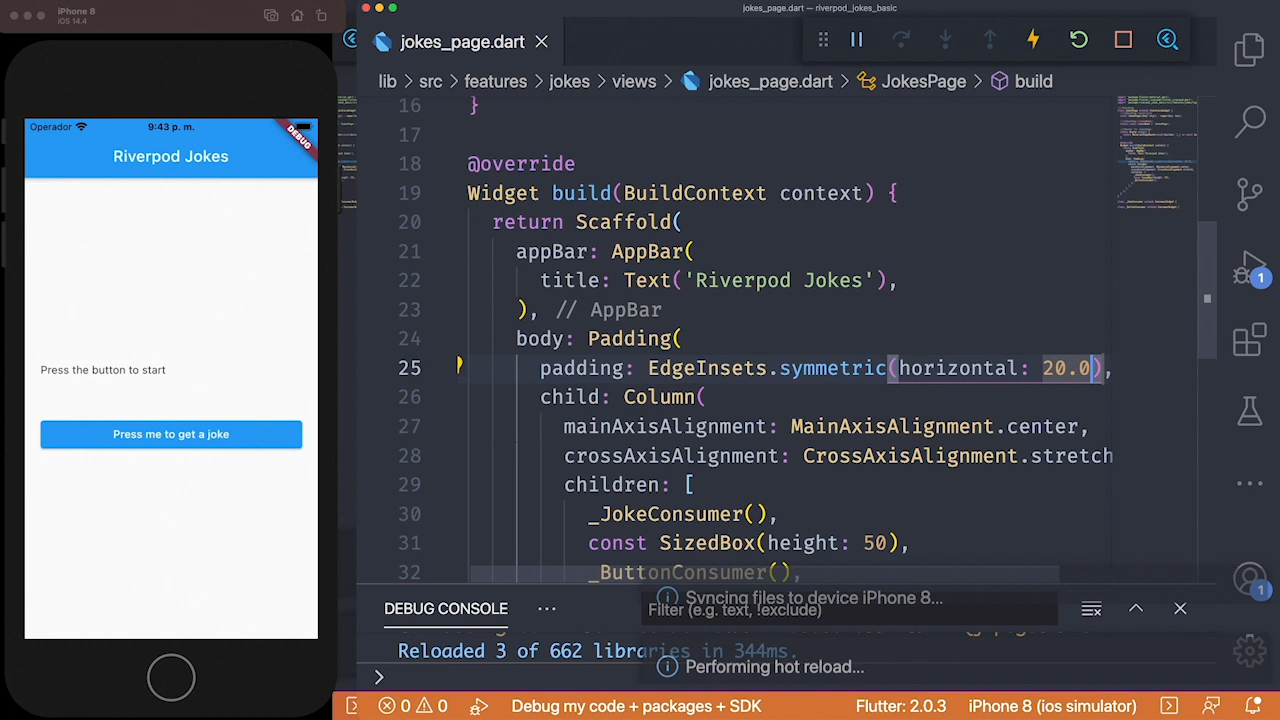 iPhone 8
iOS 14.4
Operador
9:43 p. m.
DEBUG
Riverpod Jokes
Press the button to start
Press me to get a joke
jokes_page.dart — riverpod_jokes_basic
jokes_page.dart
lib > src > features > jokes > views > jokes_page.dart > JokesPage > build
16 }
17
18 @override
19 Widget build(BuildContext context) {
20 return Scaffold(
21 appBar: AppBar(
22 title: Text('Riverpod Jokes'),
23 ), // AppBar
24 body: Padding(
25 padding: EdgeInsets.symmetric(horizontal: 20.0),
26 child: Column(
27 mainAxisAlignment: MainAxisAlignment.center,
28 crossAxisAlignment: CrossAxisAlignment.stretch
29 children: [
30 _JokeConsumer(),
31 const SizedBox(height: 50),
32 _ButtonConsumer(),
DEBUG CONSOLE
Syncing files to device iPhone 8...
Filter (e.g. text, !exclude)
Reloaded 3 of 662 libraries in 344ms.
Performing hot reload...
>
1
1
0 0
Debug my code + packages + SDK
Flutter: 2.0.3
iPhone 8 (ios simulator)